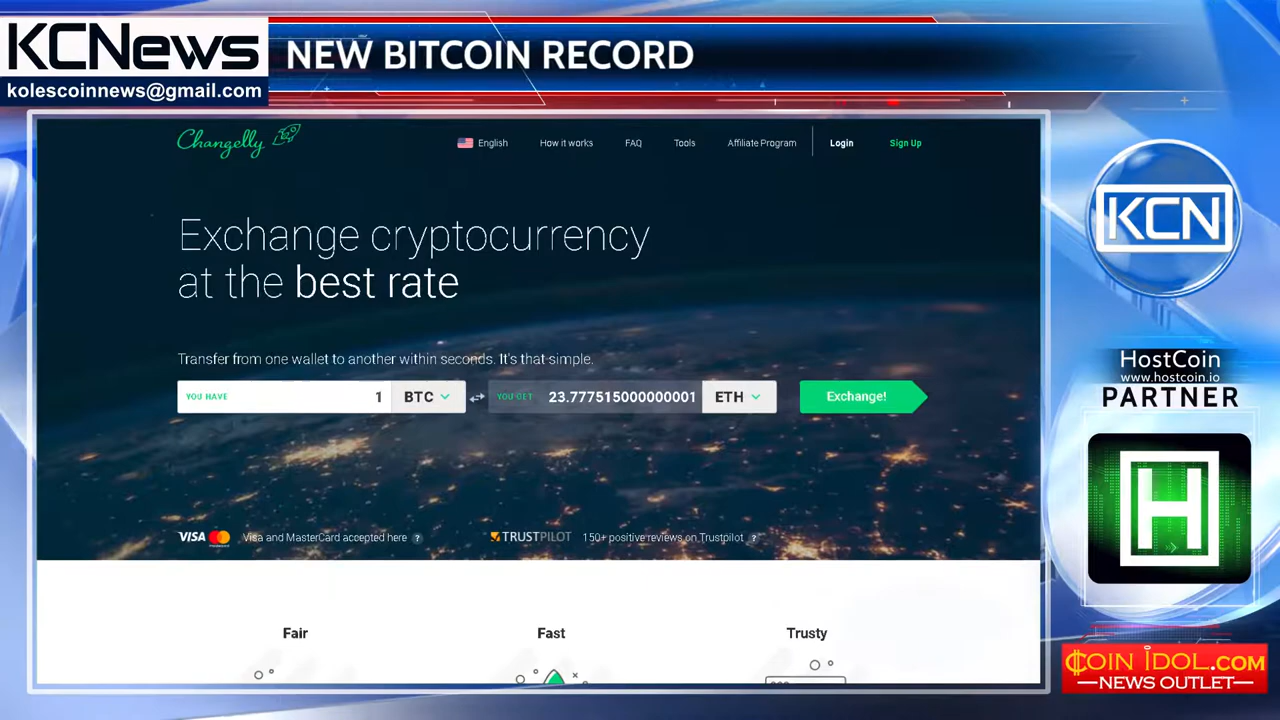 KCNews
kolescoinnews@gmail.com
NEW BITCOIN RECORD
Changelly
English How it works FAQ Tools Affiliate Program Login Sign Up
Exchange cryptocurrency
at the best rate
Transfer from one wallet to another within seconds. It's that simple.
YOU HAVE 1 BTC YOU GET 23.777515000000001 ETH Exchange!
VISA Visa and MasterCard accepted here ? TRUSTPILOT 150+ positive reviews on Trustpilot ?
Fair Fast Trusty
KCN
HostCoin
www.hostcoin.io
PARTNER
H
COIN IDOL.COM
NEWS OUTLET